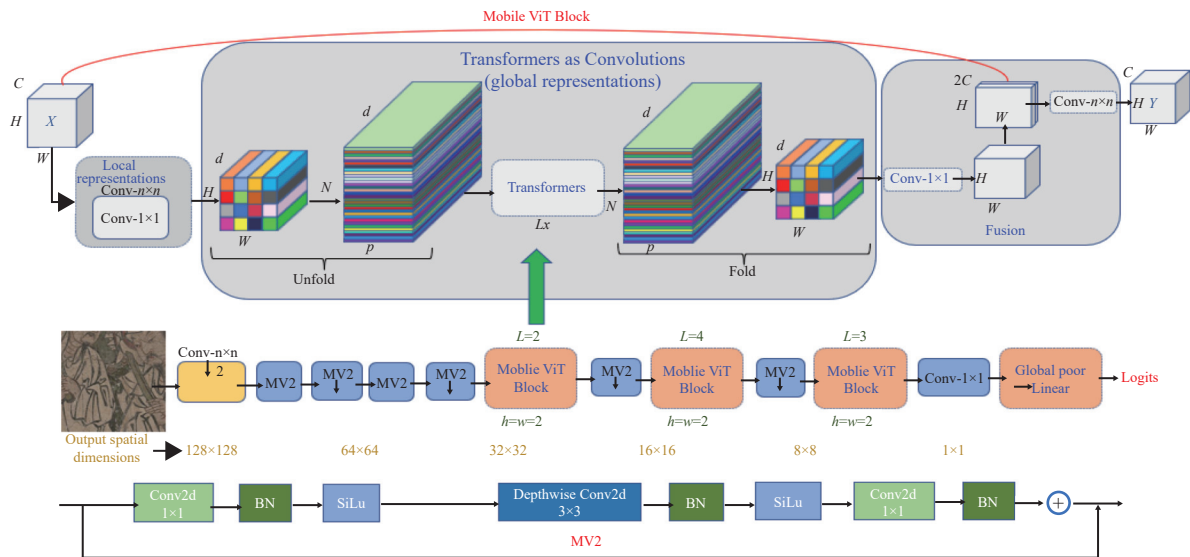 Mobile ViT Block
Transformers as Convolutions
(global representations)
C
H
X
W
Local
representations
Conv-n×n
Conv-1×1
d
H
W
N
d
p
Unfold
Transformers
Lx
d
N
p
d
H
W
Fold
Conv-1×1
H
W
2C
H
W
Conv-n×n
Fusion
C
H
Y
W
Conv-n×n
2
MV2
MV2
MV2
MV2
L=2
Moblie ViT
Block
h=w=2
MV2
L=4
Moblie ViT
Block
h=w=2
MV2
L=3
Moblie ViT
Block
h=w=2
Conv-1×1
Global poor
Linear
Logits
Output spatial
dimensions
128×128
64×64
32×32
16×16
8×8
1×1
Conv2d
1×1
BN
SiLu
Depthwise Conv2d
3×3
BN
SiLu
Conv2d
1×1
BN
+
MV2